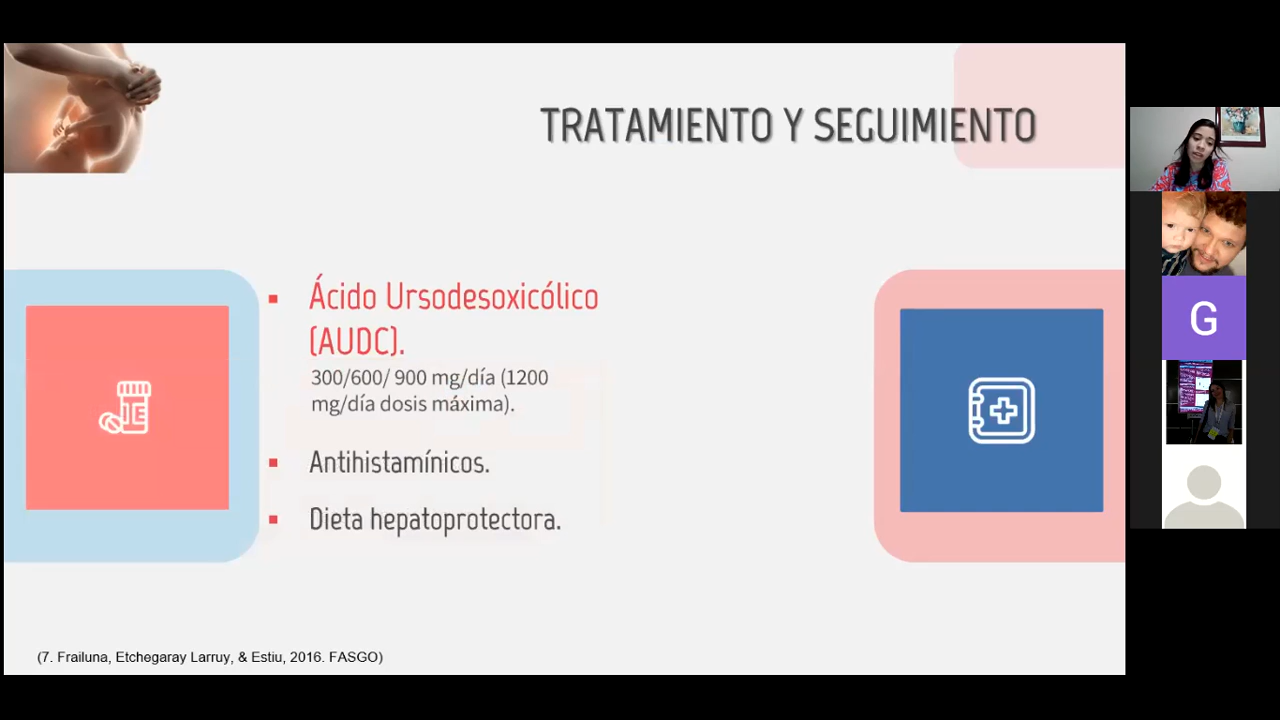 TRATAMIENTO Y SEGUIMIENTO
▪ Ácido Ursodesoxicólico
(AUDC).
300/600/ 900 mg/día (1200
mg/día dosis máxima).
▪ Antihistamínicos.
▪ Dieta hepatoprotectora.
(7. Frailuna, Etchegaray Larruy, & Estiu, 2016. FASGO)
G